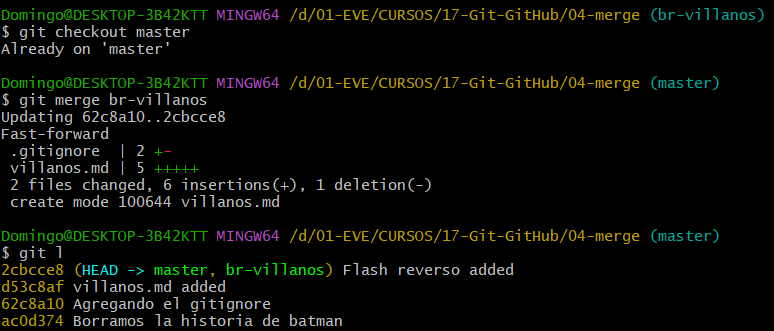 Domingo@DESKTOP-3B42KTT MINGW64 /d/01-EVE/CURSOS/17-Git-GitHub/04-merge (br-villanos)
$ git checkout master
Already on 'master'
Domingo@DESKTOP-3B42KTT MINGW64 /d/01-EVE/CURSOS/17-Git-GitHub/04-merge (master)
$ git merge br-villanos
Updating 62c8a10..2cbcce8
Fast-forward
 .gitignore  | 2 +-
 villanos.md | 5 +++++
 2 files changed, 6 insertions(+), 1 deletion(-)
 create mode 100644 villanos.md
Domingo@DESKTOP-3B42KTT MINGW64 /d/01-EVE/CURSOS/17-Git-GitHub/04-merge (master)
$ git l
2cbcce8 (HEAD -> master, br-villanos) Flash reverso added
d53c8af villanos.md added
62c8a10 Agregando el gitignore
ac0d374 Borramos la historia de batman